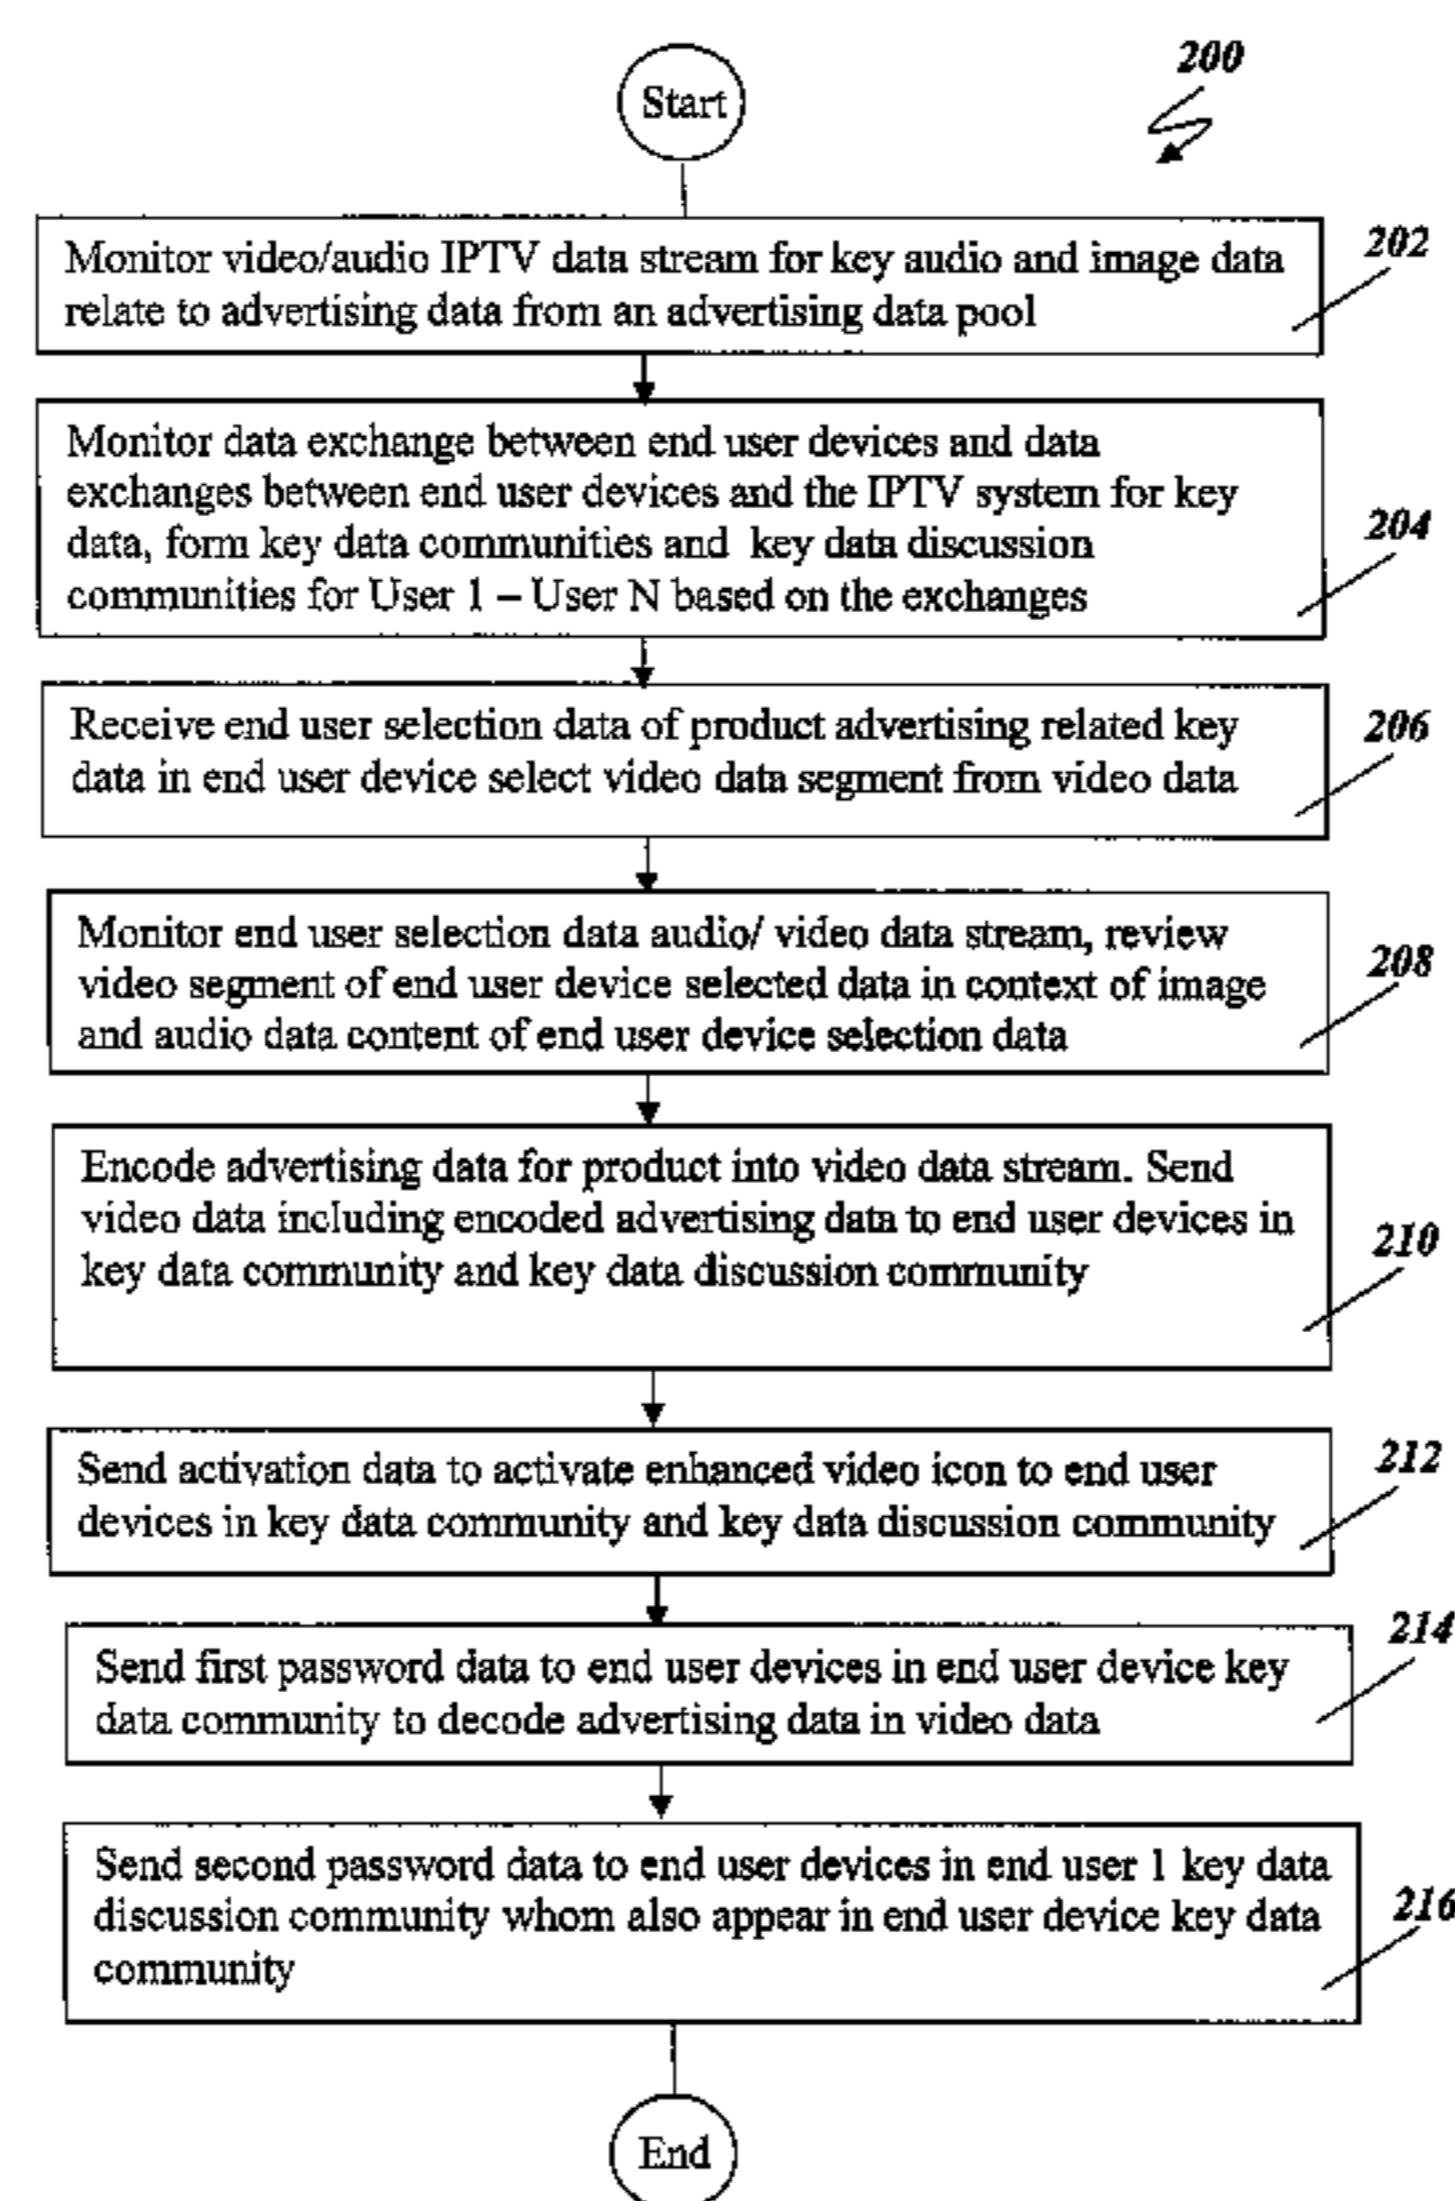 200
Start
Monitor video/audio IPTV data stream for key audio and image data
relate to advertising data from an advertising data pool
202
Monitor data exchange between end user devices and data
exchanges between end user devices and the IPTV system for key
data, form key data communities and key data discussion
communities for User 1 – User N based on the exchanges
204
Receive end user selection data of product advertising related key
data in end user device select video data segment from video data
206
Monitor end user selection data audio/ video data stream, review
video segment of end user device selected data in context of image
and audio data content of end user device selection data
208
Encode advertising data for product into video data stream. Send
video data including encoded advertising data to end user devices in
key data community and key data discussion community
210
Send activation data to activate enhanced video icon to end user
devices in key data community and key data discussion community
212
Send first password data to end user devices in end user device key
data community to decode advertising data in video data
214
Send second password data to end user devices in end user 1 key data
discussion community whom also appear in end user device key data
community
216
End